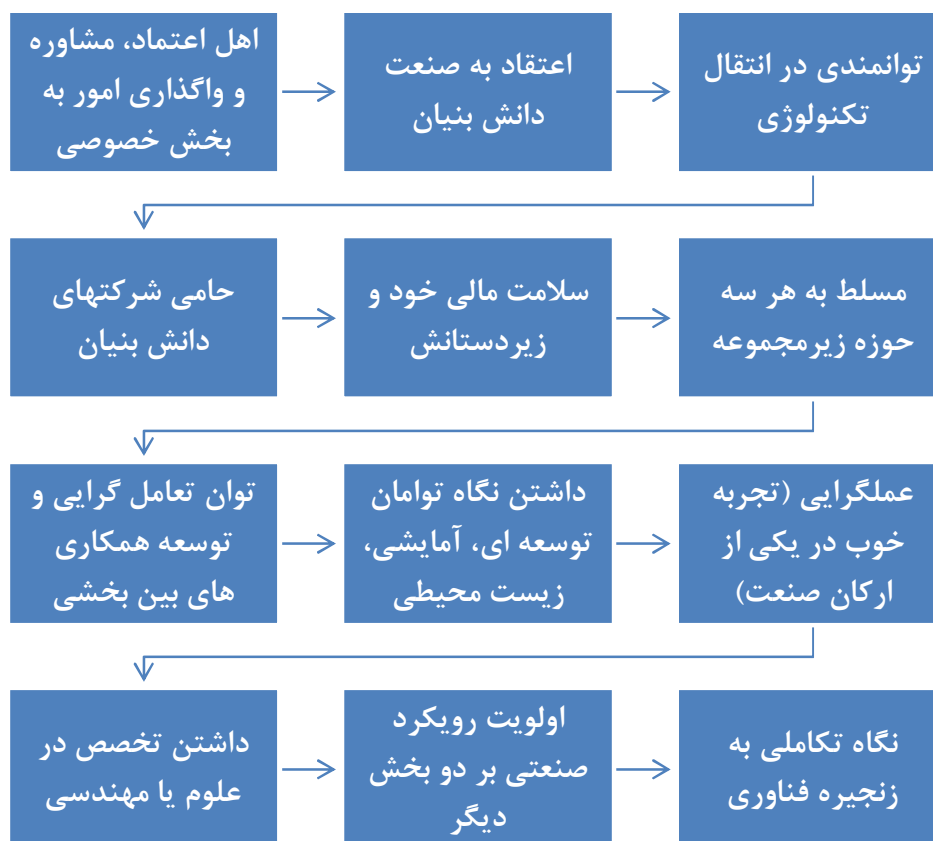 اهل اعتماد، مشاوره
و واگذاری امور به
بخش خصوصی
اعتقاد به صنعت
دانش بنیان
توانمندی در انتقال
تکنولوژی
حامی شرکتهای
دانش بنیان
سلامت مالی خود و
زیردستانش
مسلط به هر سه
حوزه زیرمجموعه
توان تعامل گرایی و
توسعه همکاری
های بین بخشی
داشتن نگاه توامان
توسعه ای، آمایشی،
زیست محیطی
عملگرایی (تجربه
خوب در یکی از
ارکان صنعت)
داشتن تخصص در
علوم یا مهندسی
اولویت رویکرد
صنعتی بر دو بخش
دیگر
نگاه تکاملی به
زنجیره فناوری